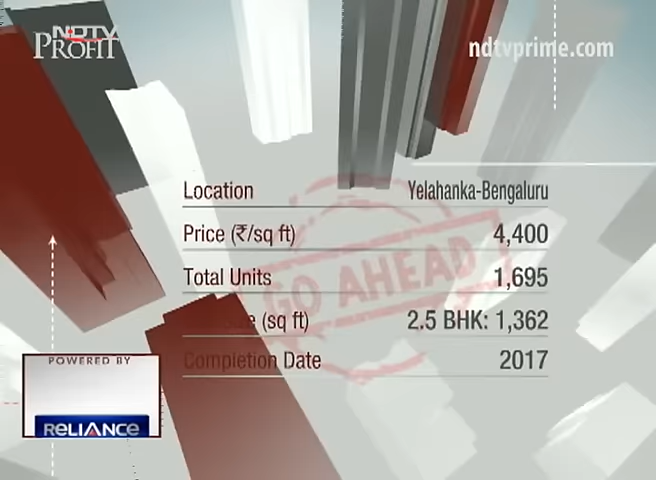 NDTV
PROFIT
ndtvprime.com
Location Yelahanka-Bengaluru
Price (₹/sq ft) 4,400
Total Units 1,695
(sq ft) 2.5 BHK: 1,362
Completion Date 2017
GO AHEAD
POWERED BY
RELIANCE